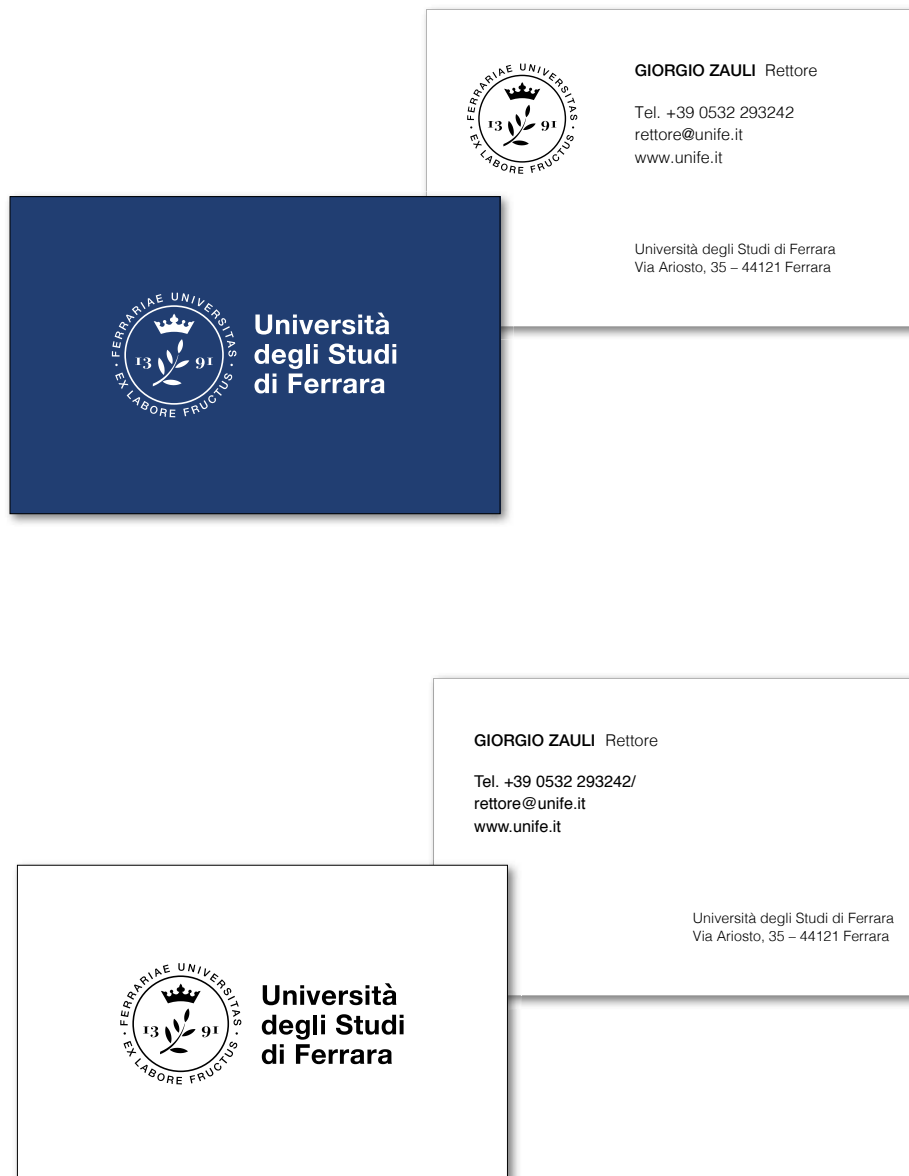 FERRARIAE UNIVERSITAS · EX LABORE FRUCTUS ·
13 91
GIORGIO ZAULI Rettore
Tel. +39 0532 293242
rettore@unife.it
www.unife.it
Università degli Studi di Ferrara
Via Ariosto, 35 – 44121 Ferrara
FERRARIAE UNIVERSITAS · EX LABORE FRUCTUS ·
13 91
Università
degli Studi
di Ferrara
GIORGIO ZAULI Rettore
Tel. +39 0532 293242/
rettore@unife.it
www.unife.it
Università degli Studi di Ferrara
Via Ariosto, 35 – 44121 Ferrara
FERRARIAE UNIVERSITAS · EX LABORE FRUCTUS ·
13 91
Università
degli Studi
di Ferrara